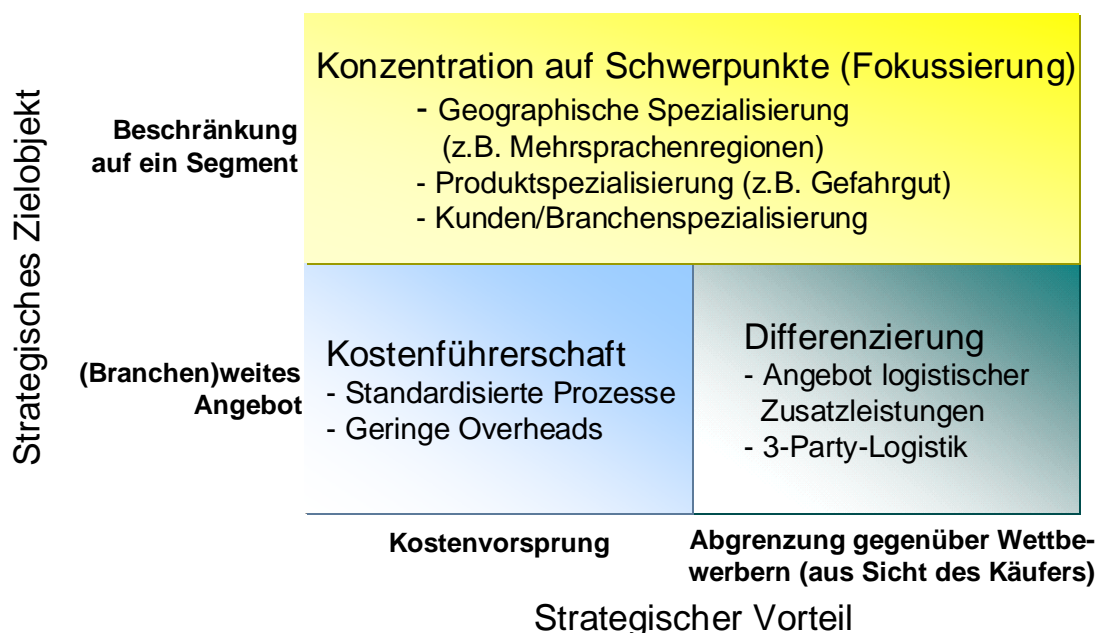 Strategisches Zielobjekt
Beschränkung
auf ein Segment
Konzentration auf Schwerpunkte (Fokussierung)
- Geographische Spezialisierung
(z.B. Mehrsprachenregionen)
- Produktspezialisierung (z.B. Gefahrgut)
- Kunden/Branchenspezialisierung
(Branchen)weites
Angebot
Kostenführerschaft
- Standardisierte Prozesse
- Geringe Overheads
Differenzierung
- Angebot logistischer
Zusatzleistungen
- 3-Party-Logistik
Kostenvorsprung
Abgrenzung gegenüber Wettbe-
werbern (aus Sicht des Käufers)
Strategischer Vorteil